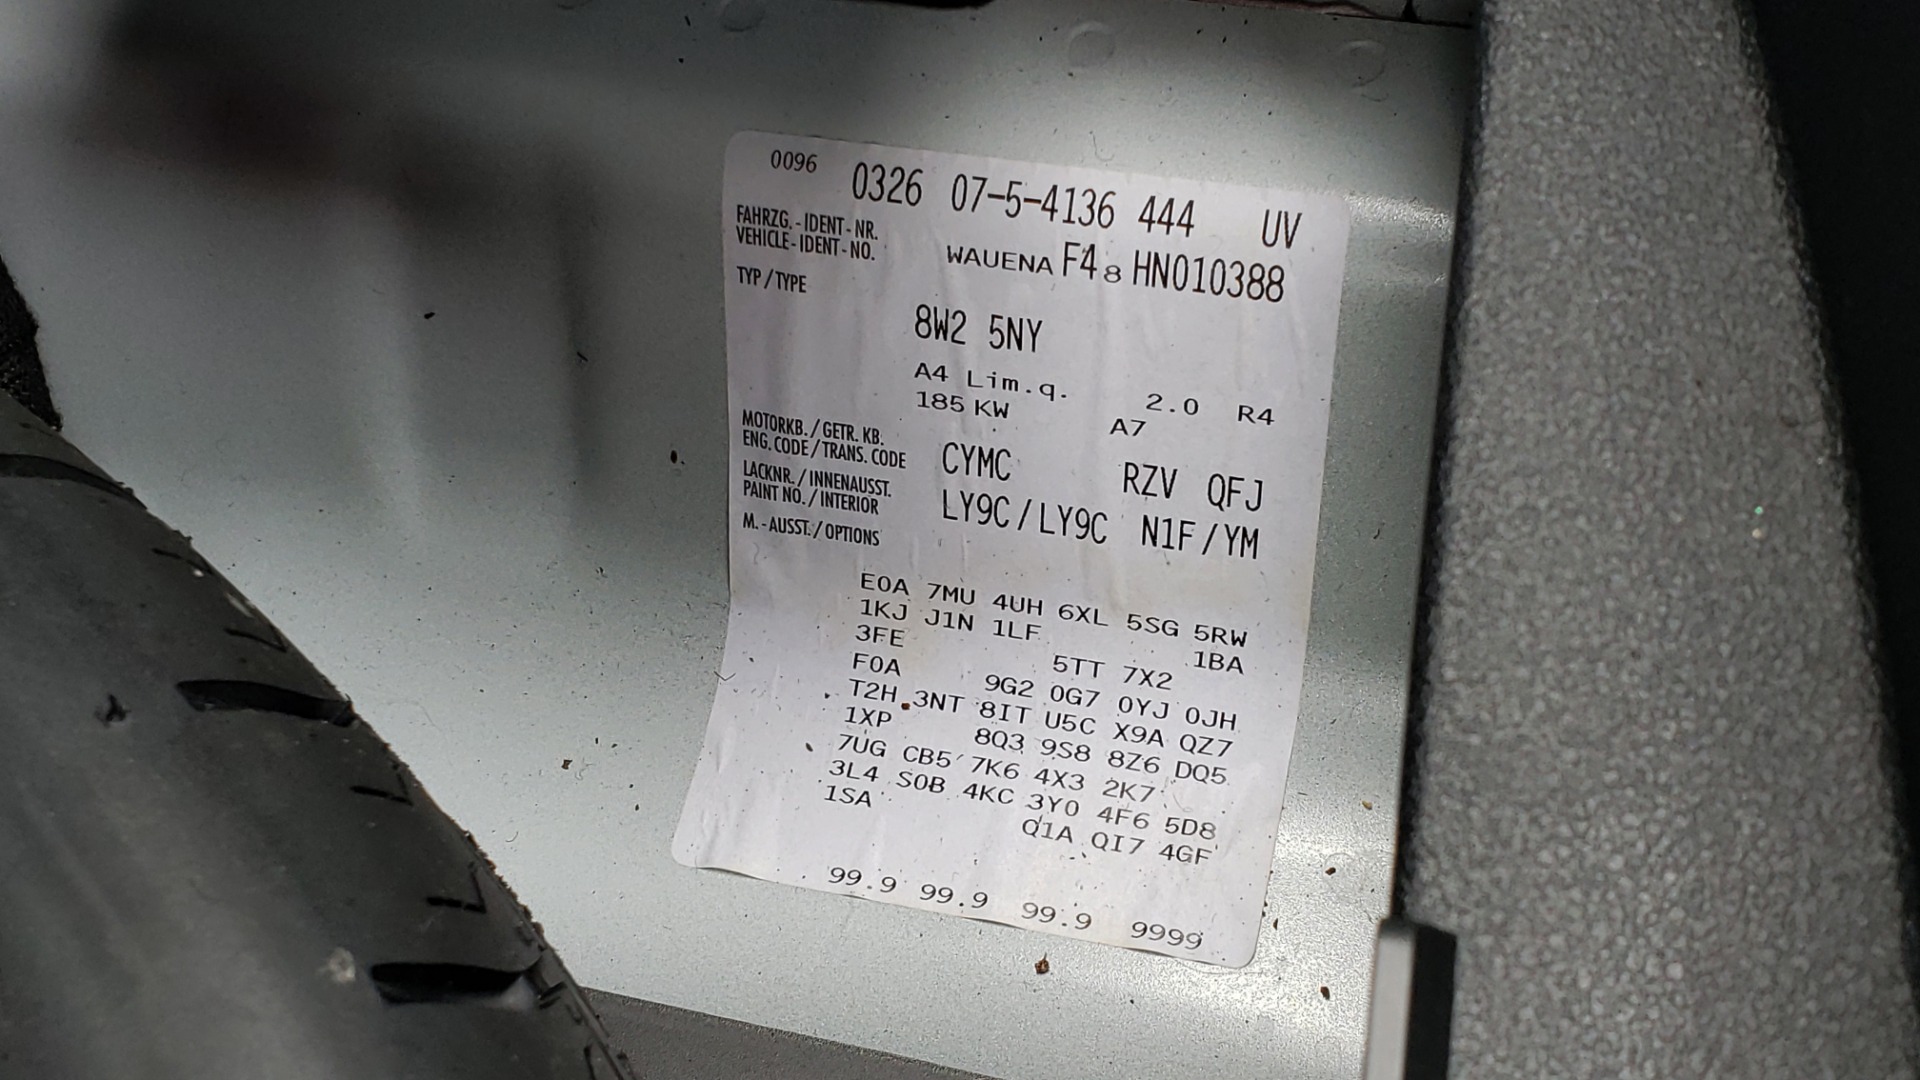 0096 0326 07-5-4136 444 UV
FAHRZG.-IDENT-NR.
VEHICLE-IDENT-NO. WAUENA F4 8 HN010388
TYP/TYPE
8W2 5NY
A4 Lim.q. 2.0 R4
185 KW A7
MOTORKB./GETR. KB.
ENG. CODE/TRANS. CODE CYMC RZV QFJ
LACKNR./INNENAUSST.
PAINT NO./INTERIOR LY9C/LY9C N1F/YM
M.-AUSST./OPTIONS
E0A 7MU 4UH 6XL 5SG 5RW
1KJ J1N 1LF 1BA
3FE 5TT 7X2
F0A 9G2 0G7 0YJ 0JH
T2H 3NT 8IT U5C X9A QZ7
1XP 8Q3 9S8 8Z6 DQ5
7UG CB5 7K6 4X3 2K7
3L4 S0B 4KC 3Y0 4F6 5D8
1SA Q1A QI7 4GF
99.9 99.9 99.9 9999